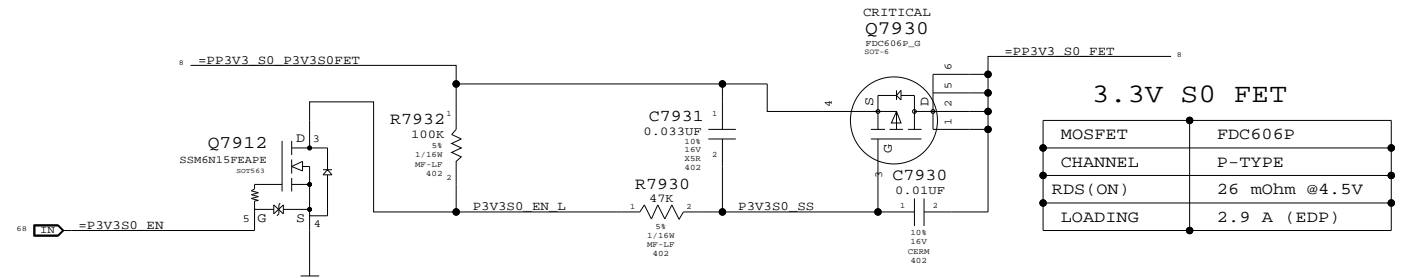 CRITICAL
Q7930
FDC606P_G
SOT-6
8 =PP3V3_S0_P3V3S0FET
=PP3V3_S0_FET 8
6
5
2
1
4
S
D
G
3
3.3V S0 FET
MOSFET FDC606P
CHANNEL P-TYPE
RDS(ON) 26 mOhm @4.5V
LOADING 2.9 A (EDP)
Q7912
SSM6N15FEAPE
SOT563
D 3
5 G S 4
R7932 1
100K
5%
1/16W
MF-LF
402 2
C7931 1
0.033UF
10%
16V
X5R
402
2
R7930
47K
1 2
5%
1/16W
MF-LF
402
P3V3S0_EN_L
P3V3S0_SS
C7930
0.01UF
1 2
10%
16V
CERM
402
68 IN =P3V3S0_EN